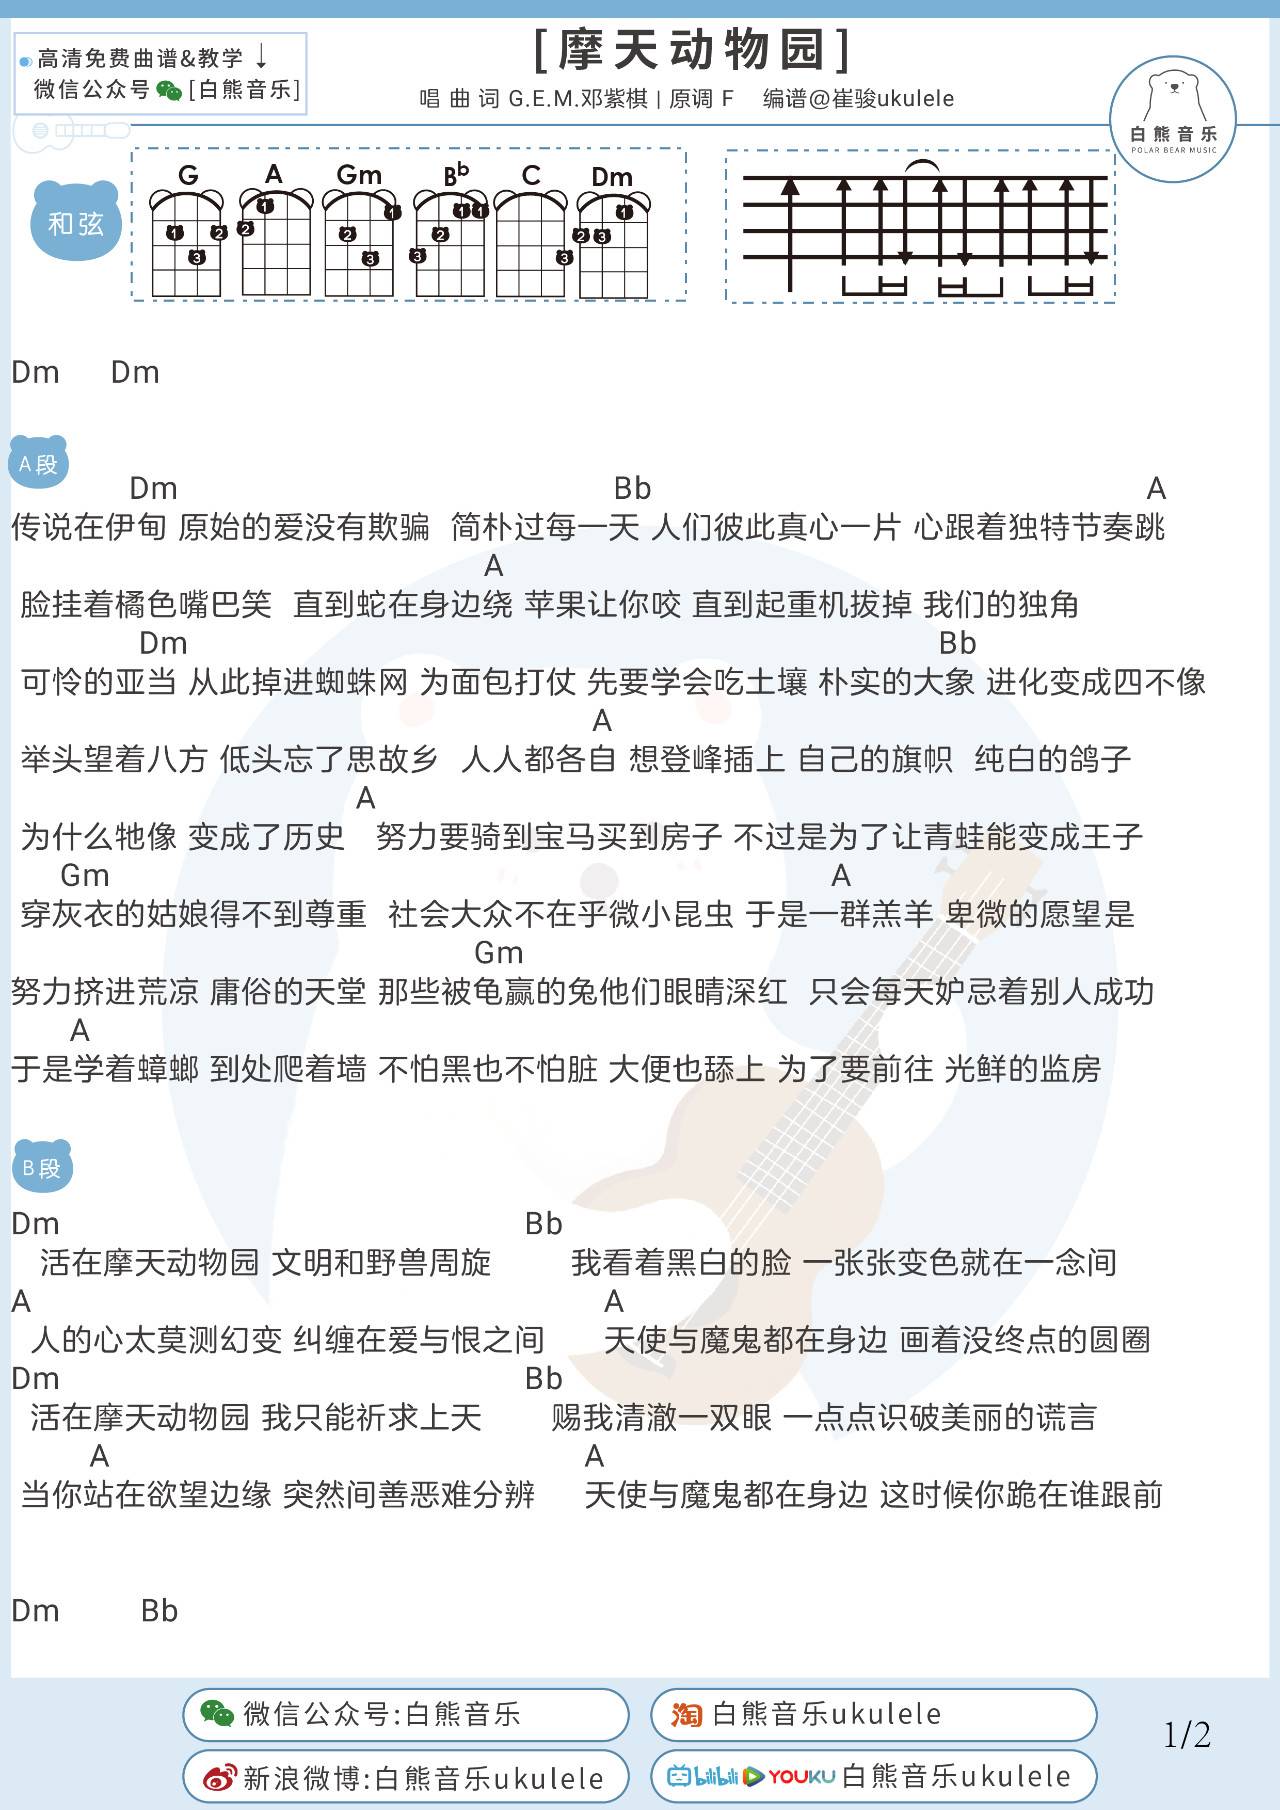 高清免费曲谱&教学↓
微信公众号 [白熊音乐]
[摩天动物园]
唱 曲 词 G.E.M.邓紫棋 | 原调 F 编谱@崔骏ukulele
白熊音乐
POLAR BEAR MUSIC
和弦
G A Gm Bb C Dm
1 2 3 1 2 1 2 3 1 1 2 3 3 1 2 3
Dm Dm
A段
Dm Bb A
传说在伊甸 原始的爱没有欺骗 简朴过每一天 人们彼此真心一片 心跟着独特节奏跳
A
脸挂着橘色嘴巴笑 直到蛇在身边绕 苹果让你咬 直到起重机拔掉 我们的独角
Dm Bb
可怜的亚当 从此掉进蜘蛛网 为面包打仗 先要学会吃土壤 朴实的大象 进化变成四不像
A
举头望着八方 低头忘了思故乡 人人都各自 想登峰插上 自己的旗帜 纯白的鸽子
A
为什么牠像 变成了历史 努力要骑到宝马买到房子 不过是为了让青蛙能变成王子
Gm A
穿灰衣的姑娘得不到尊重 社会大众不在乎微小昆虫 于是一群羔羊 卑微的愿望是
Gm
努力挤进荒凉 庸俗的天堂 那些被龟赢的兔他们眼睛深红 只会每天妒忌着别人成功
A
于是学着蟑螂 到处爬着墙 不怕黑也不怕脏 大便也舔上 为了要前往 光鲜的监房
B段
Dm Bb
活在摩天动物园 文明和野兽周旋 我看着黑白的脸 一张张变色就在一念间
A A
人的心太莫测幻变 纠缠在爱与恨之间 天使与魔鬼都在身边 画着没终点的圆圈
Dm Bb
活在摩天动物园 我只能祈求上天 赐我清澈一双眼 一点点识破美丽的谎言
A A
当你站在欲望边缘 突然间善恶难分辨 天使与魔鬼都在身边 这时候你跪在谁跟前
Dm Bb
微信公众号:白熊音乐
淘 白熊音乐ukulele
新浪微博:白熊音乐ukulele
bilibili YOUKU 白熊音乐ukulele
1/2